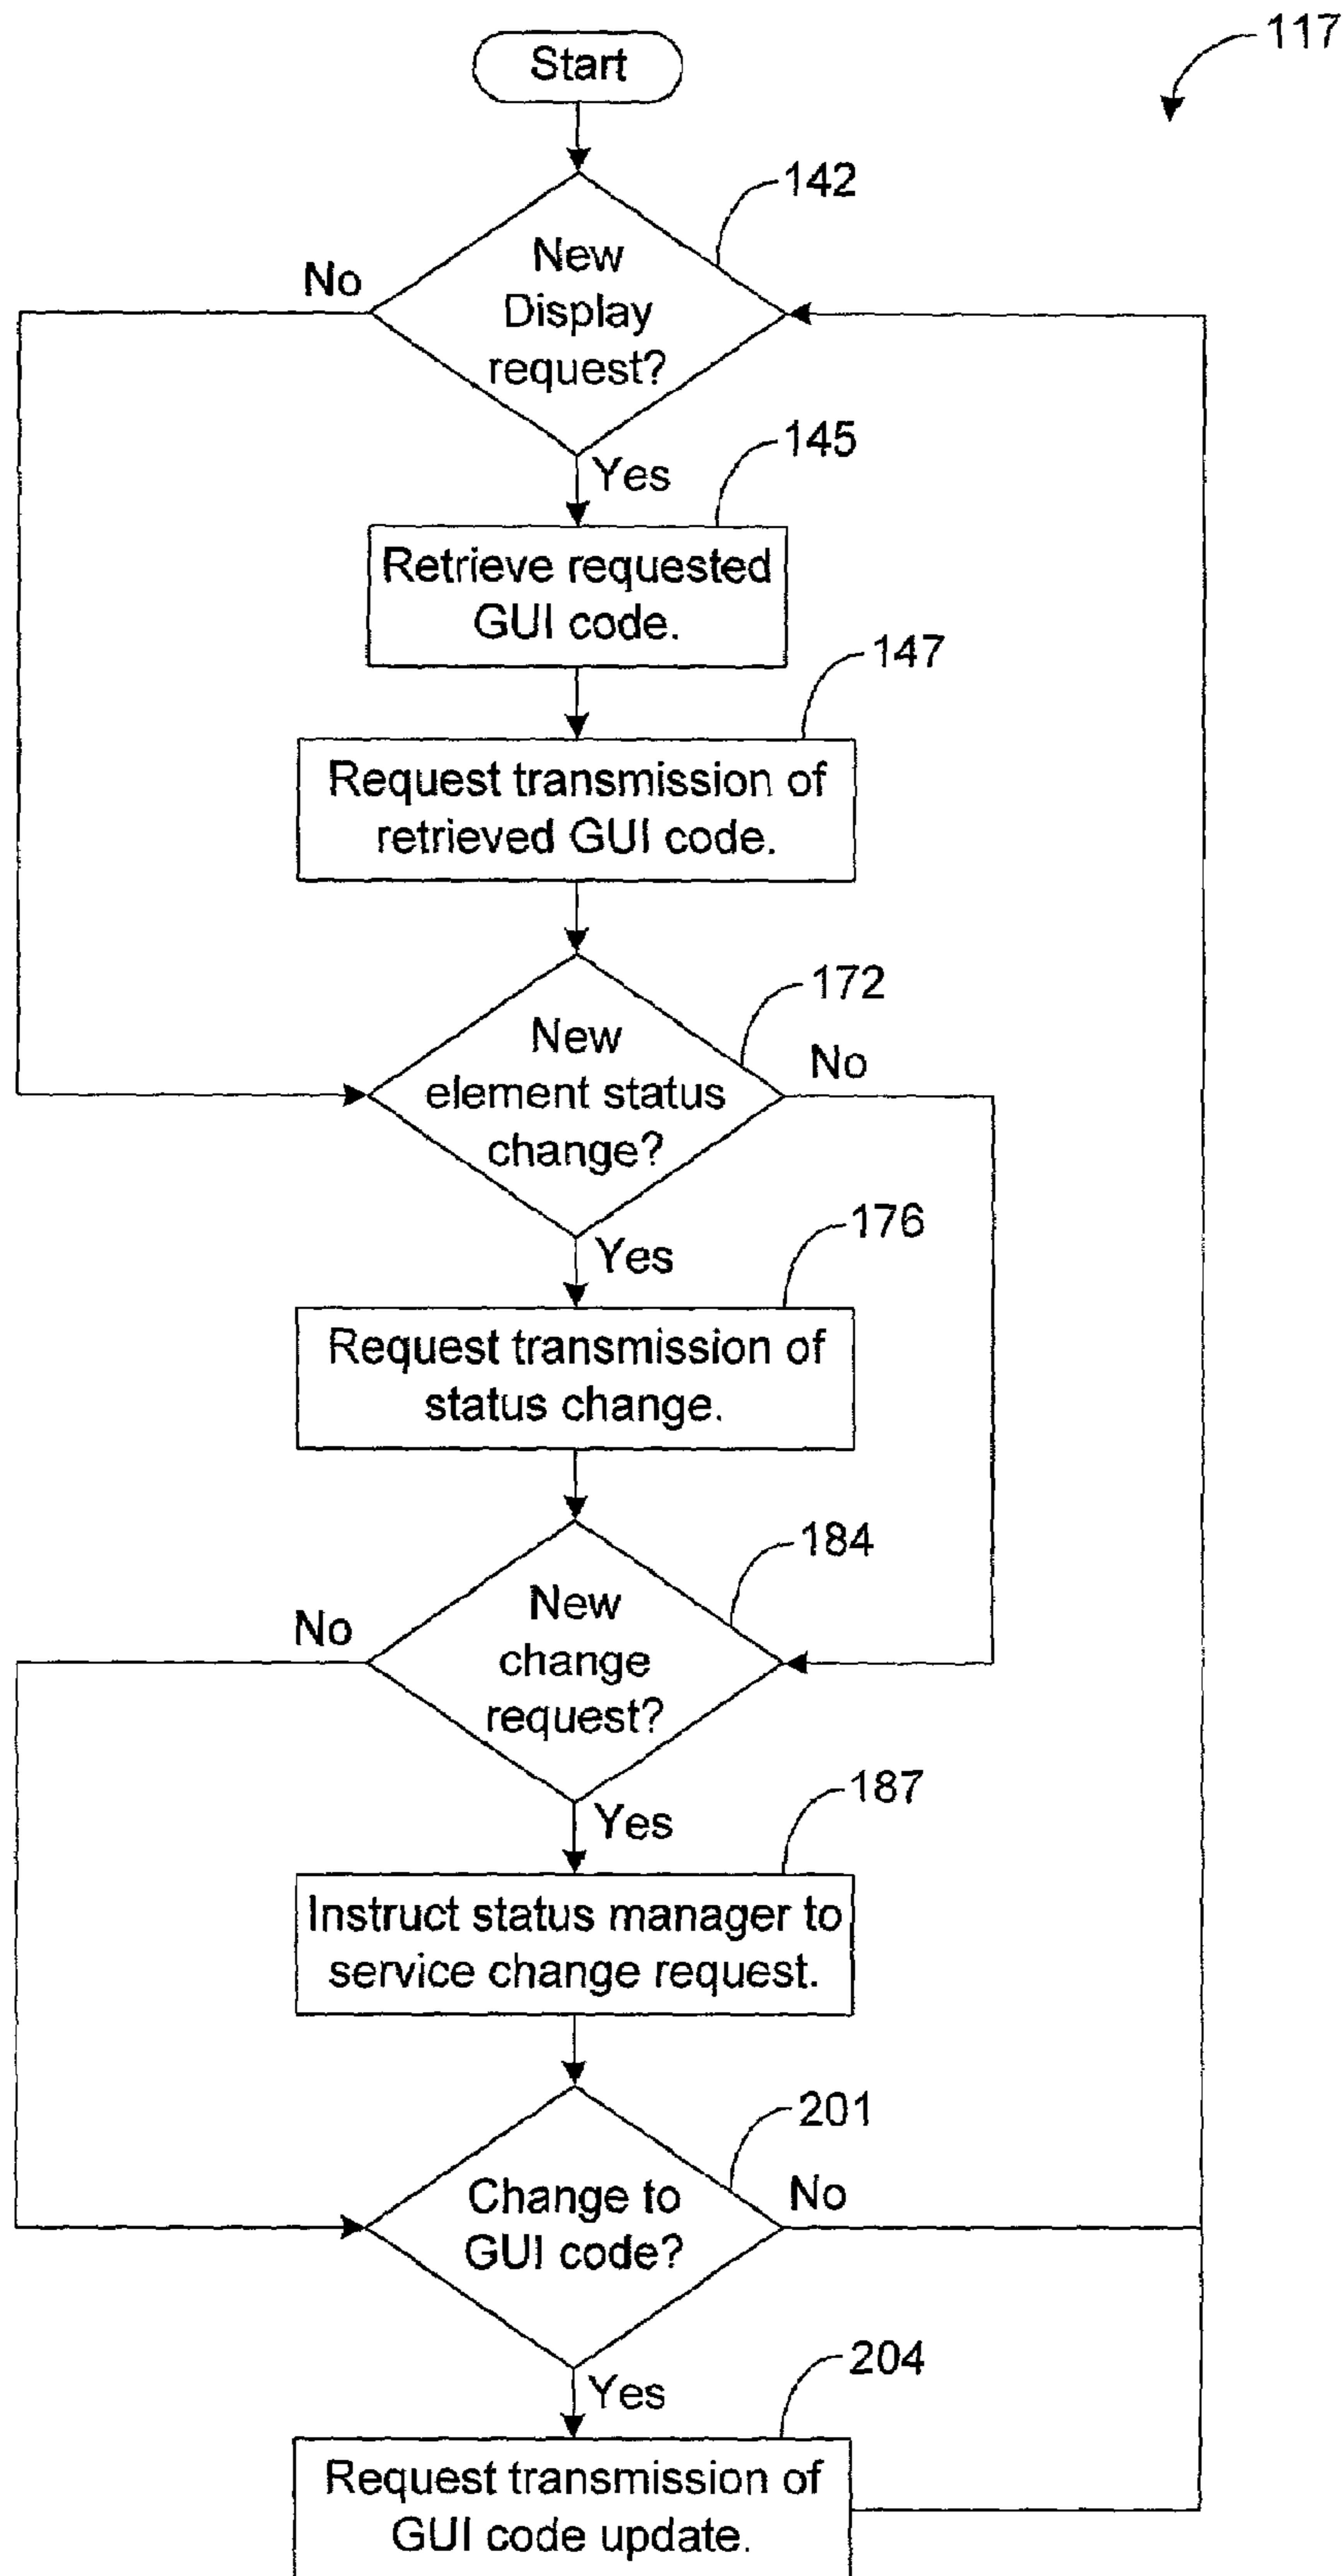 117
Start
142
New
Display
request?
No
Yes
145
Retrieve requested
GUI code.
147
Request transmission of
retrieved GUI code.
172
New
element status
change?
No
Yes
176
Request transmission of
status change.
184
New
change
request?
No
Yes
187
Instruct status manager to
service change request.
201
Change to
GUI code?
No
Yes
204
Request transmission of
GUI code update.